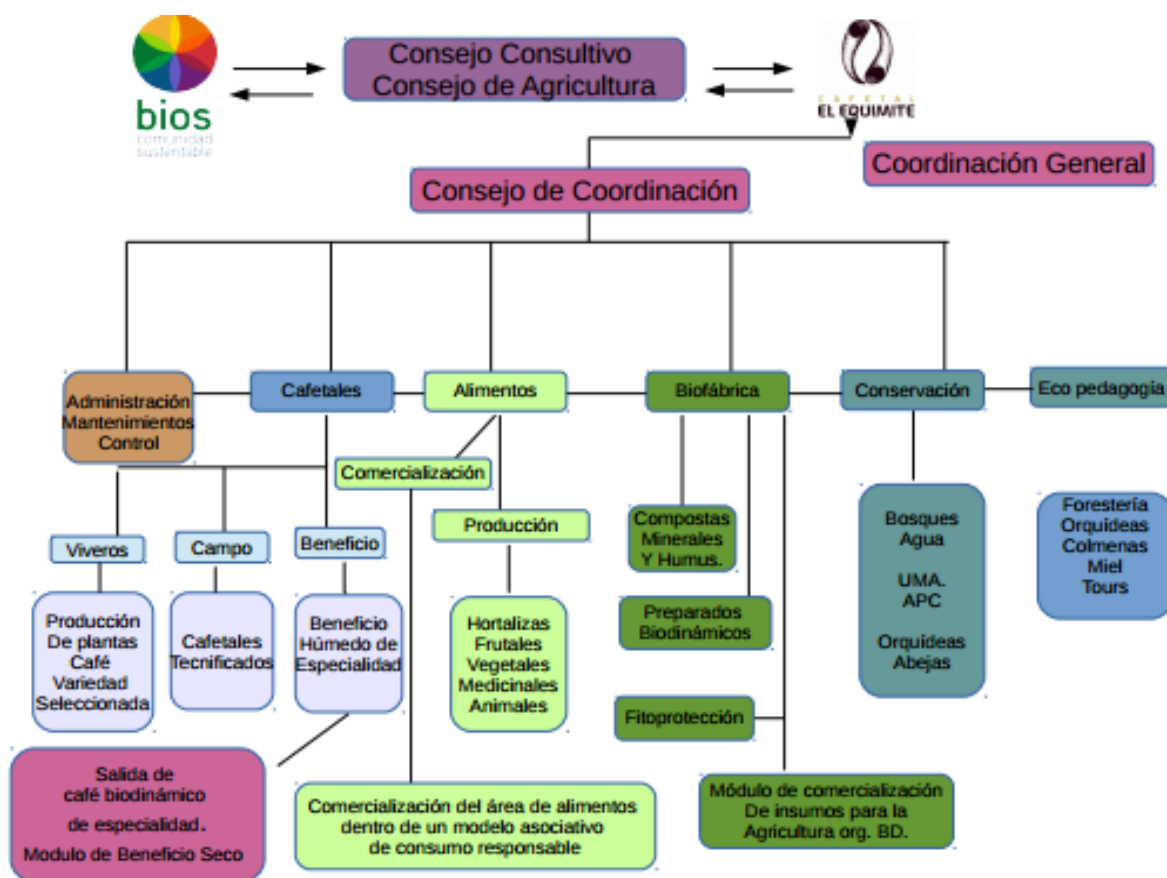 Consejo Consultivo
Consejo de Agricultura
bios
comunidad
sustentable
CAFETAL
EL EQUIMITE
Coordinación General
Consejo de Coordinación
Administración
Mantenimientos
Control
Cafetales
Alimentos
Biofábrica
Conservación
Eco pedagogía
Comercialización
Viveros
Campo
Beneficio
Producción
Compostas
Minerales
Y Humus.
Bosques
Agua
UMA.
APC
Orquídeas
Abejas
Forestería
Orquídeas
Colmenas
Miel
Tours
Producción
De plantas
Café
Variedad
Seleccionada
Cafetales
Tecnificados
Beneficio
Húmedo de
Especialidad
Hortalizas
Frutales
Vegetales
Medicinales
Animales
Preparados
Biodinámicos
Fitoprotección
Salida de
café biodinámico
de especialidad.
Modulo de Beneficio Seco
Comercialización del área de alimentos
dentro de un modelo asociativo
de consumo responsable
Módulo de comercialización
De insumos para la
Agricultura org. BD.